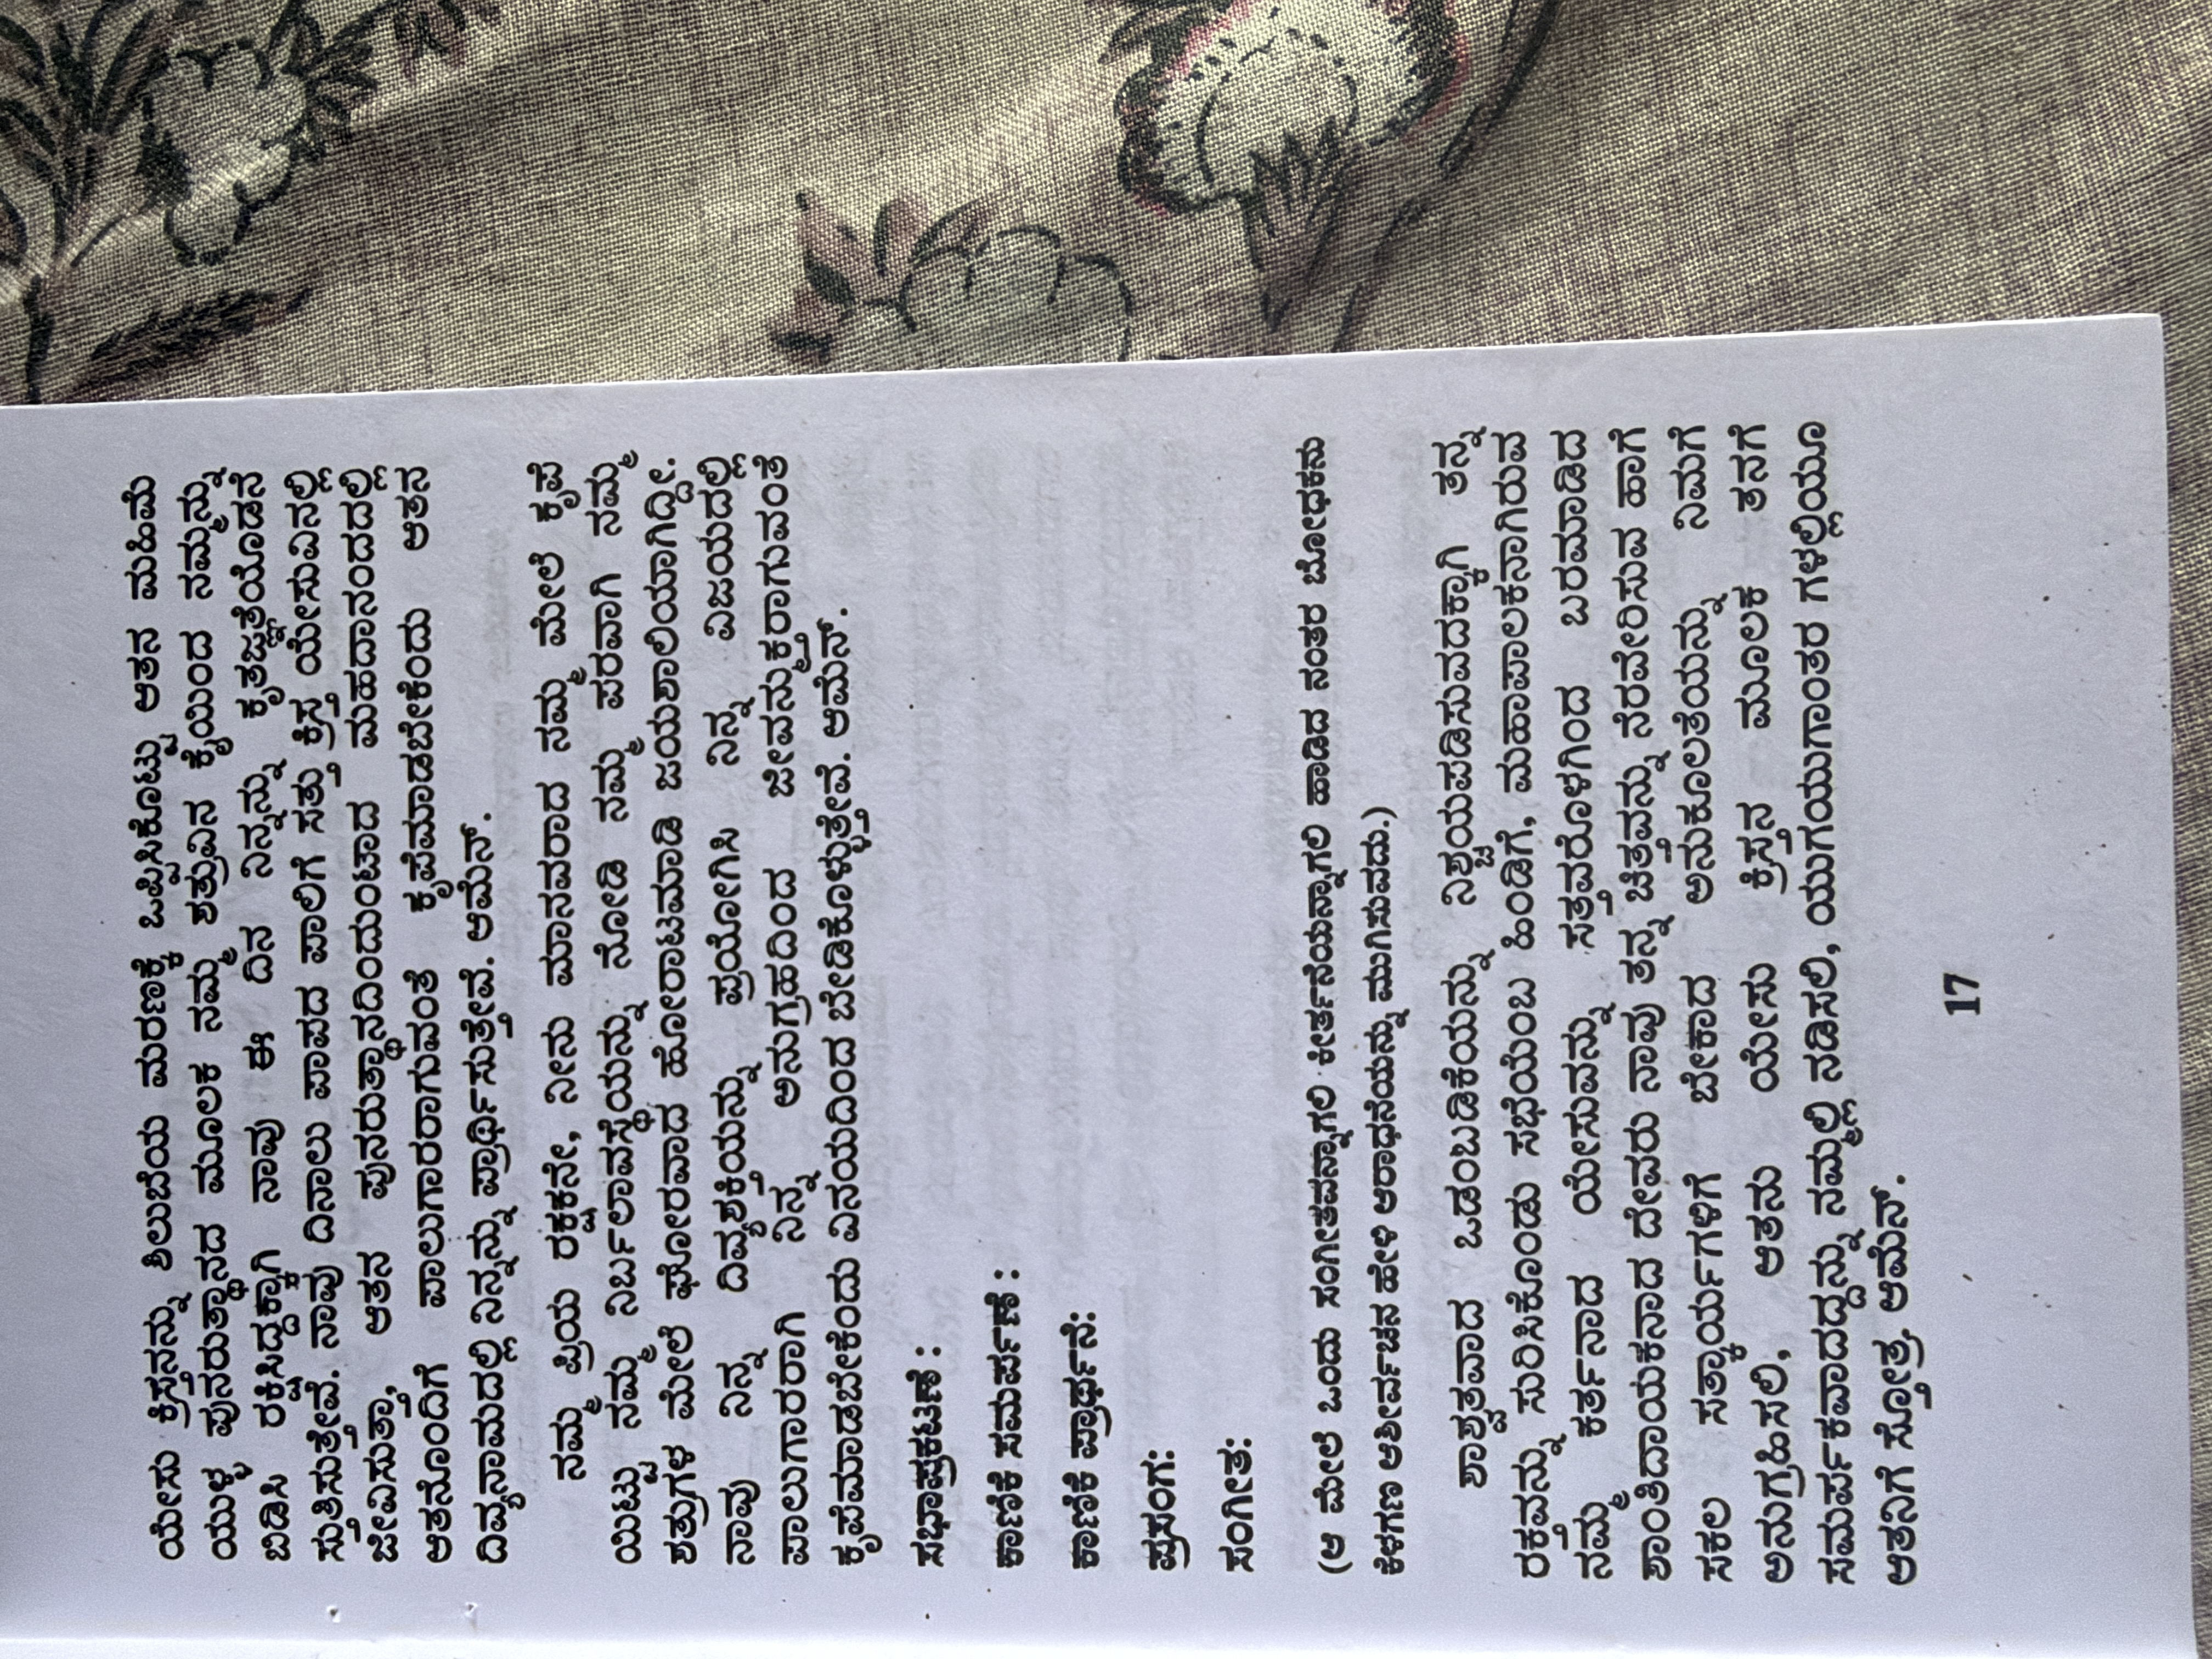 ಯೇಸು ಕ್ರಿಸ್ತನನ್ನು ಶಿಲುಬೆಯ ಮರಣಕ್ಕೆ ಒಪ್ಪಿಸಿಕೊಟ್ಟು ಆತನ ಮಹಿಮೆ
ಯುಳ್ಳ ಪುನರುತ್ಥಾನದ ಮೂಲಕ ನಮ್ಮ ಶತ್ರುವಿನ ಕೈಯಿಂದ ನಮ್ಮನ್ನು
ಬಿಡಿಸಿ ರಕ್ಷಿಸಿದ್ದಕ್ಕಾಗಿ ನಾವು ಈ ದಿನ ನಿನ್ನನ್ನು ಕೃತಜ್ಞತೆಯೊಡನೆ
ಸ್ತುತಿಸುತ್ತೇವೆ. ನಾವು ದಿನಾಲು ಪಾಪದ ಪಾಲಿಗೆ ಸತ್ತು ಕ್ರಿಸ್ತ ಯೇಸುವಿನಲ್ಲಿ
ಜೀವಿಸುತ್ತಾ, ಆತನ ಪುನರುತ್ಥಾನದಿಂದುಂಟಾದ ಮಹದಾನಂದದಲ್ಲಿ
ಆತನೊಂದಿಗೆ ಪಾಲುಗಾರರಾಗುವಂತೆ ಕೃಪೆಮಾಡಬೇಕೆಂದು ಆತನ
ದಿವ್ಯನಾಮದಲ್ಲಿ ನಿನ್ನನ್ನು ಪ್ರಾರ್ಥಿಸುತ್ತೇವೆ. ಆಮೆನ್.
ನಮ್ಮ ಪ್ರಿಯ ರಕ್ಷಕನೇ, ನೀನು ಮಾನವರಾದ ನಮ್ಮ ಮೇಲೆ ಕೃಪೆ
ಯಿಟ್ಟು ನಮ್ಮ ನಿರ್ಬಲಾವಸ್ಥೆಯನ್ನು ನೋಡಿ ನಮ್ಮ ಪರವಾಗಿ ನಮ್ಮ
ಶತ್ರುಗಳ ಮೇಲೆ ಘೋರವಾದ ಹೋರಾಟಮಾಡಿ ಜಯಶಾಲಿಯಾಗಿದ್ದೀ.
ನಾವು ನಿನ್ನ ದಿವ್ಯಶಕ್ತಿಯನ್ನು ಪ್ರಯೋಗಿಸಿ ನಿನ್ನ ವಿಜಯದಲ್ಲಿ
ಪಾಲುಗಾರರಾಗಿ ನಿನ್ನ ಅನುಗ್ರಹದಿಂದ ಜೀವನ್ಮುಕ್ತರಾಗುವಂತೆ
ಕೃಪೆಮಾಡಬೇಕೆಂದು ವಿನಯದಿಂದ ಬೇಡಿಕೊಳ್ಳುತ್ತೇವೆ. ಆಮೆನ್.
ಸಭಾಪ್ರಕಟಣೆ :
ಕಾಣಿಕೆ ಸಮರ್ಪಣೆ :
ಕಾಣಿಕೆ ಪ್ರಾರ್ಥನೆ:
ಪ್ರಸಂಗ:
ಸಂಗೀತ:
(ಆ ಮೇಲೆ ಒಂದು ಸಂಗೀತವನ್ನಾಗಲಿ ಕೀರ್ತನೆಯನ್ನಾಗಲಿ ಹಾಡಿದ ನಂತರ ಬೋಧಕನು
ಕೆಳಗಣ ಆಶೀರ್ವಚನ ಹೇಳಿ ಆರಾಧನೆಯನ್ನು ಮುಗಿಸುವದು.)
ಶಾಶ್ವತವಾದ ಒಡಂಬಡಿಕೆಯನ್ನು ನಿಶ್ಚಯಪಡಿಸುವದಕ್ಕಾಗಿ ತನ್ನ
ರಕ್ತವನ್ನು ಸುರಿಸಿಕೊಂಡು ಸಭೆಯೆಂಬ ಹಿಂಡಿಗೆ, ಮಹಾಪಾಲಕನಾಗಿರುವ
ನಮ್ಮ ಕರ್ತನಾದ ಯೇಸುವನ್ನು ಸತ್ತವರೊಳಗಿಂದ ಬರಮಾಡಿದ
ಶಾಂತಿದಾಯಕನಾದ ದೇವರು ನಾವು ತನ್ನ ಚಿತ್ತವನ್ನು ನೆರವೇರಿಸುವ ಹಾಗೆ
ಸಕಲ ಸತ್ಕಾರ್ಯಗಳಿಗೆ ಬೇಕಾದ ಅನುಕೂಲತೆಯನ್ನು ನಿಮಗೆ
ಅನುಗ್ರಹಿಸಲಿ, ಆತನು ಯೇಸು ಕ್ರಿಸ್ತನ ಮೂಲಕ ತನಗೆ
ಸಮರ್ಪಕವಾದದ್ದನ್ನು ನಮ್ಮಲ್ಲಿ ನಡಿಸಲಿ, ಯುಗಯುಗಾಂತರ ಗಳಲ್ಲಿಯೂ
ಆತನಿಗೆ ಸ್ತೋತ್ರ. ಆಮೆನ್.
17